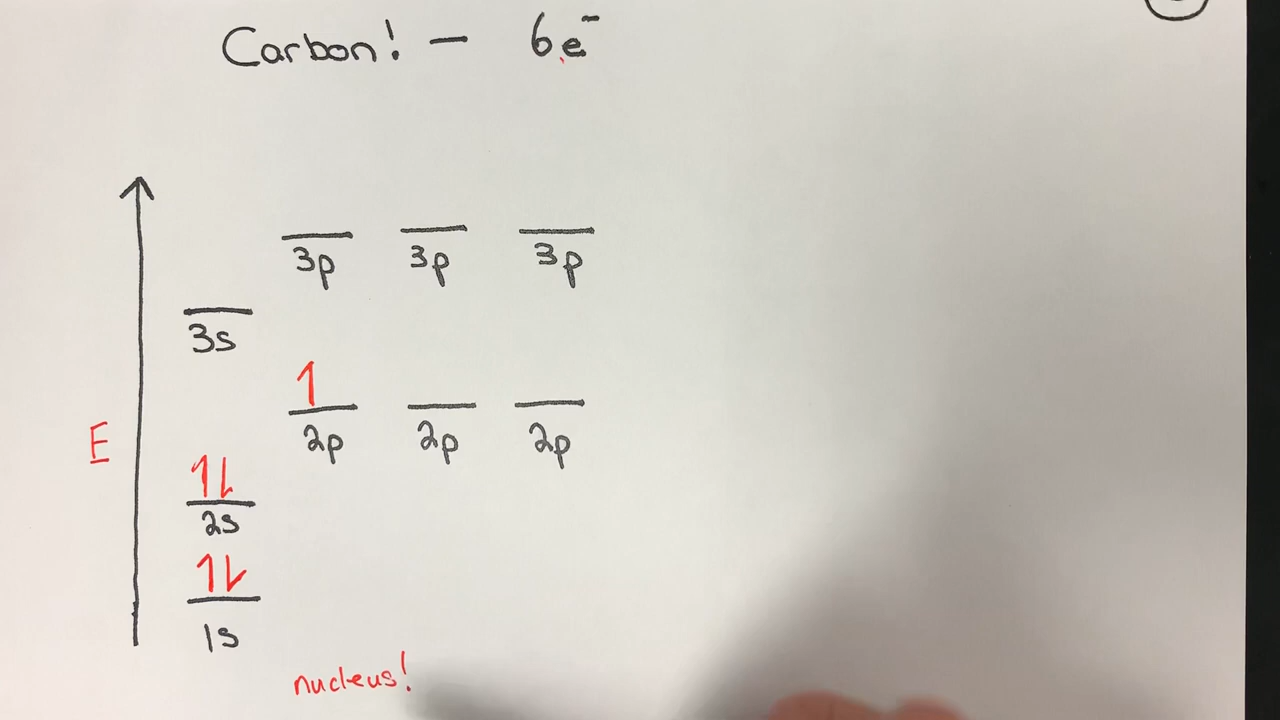 Carbon! - 6e⁻
3p 3p 3p
3s
2p 2p 2p
E
2s
1s
nucleus!